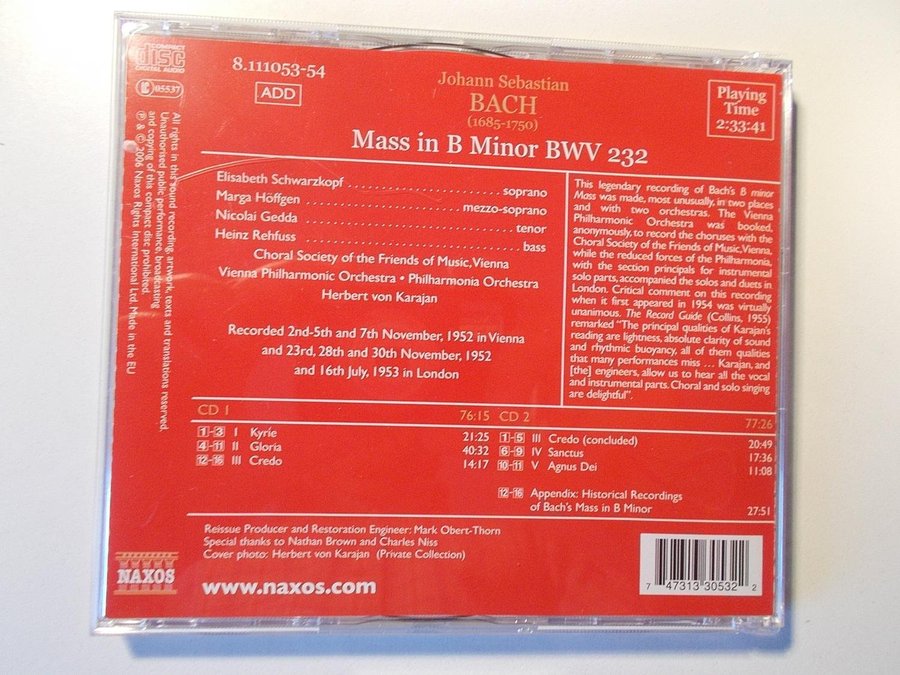 COMPACT
disc
DIGITAL AUDIO
LC 05537
8.111053-54
ADD
Johann Sebastian
BACH
(1685-1750)
Mass in B Minor BWV 232
Playing
Time
2:33:41
Elisabeth Schwarzkopf ........................ soprano
Marga Höffgen ........................ mezzo-soprano
Nicolai Gedda ........................ tenor
Heinz Rehfuss ........................ bass
Choral Society of the Friends of Music, Vienna
Vienna Philharmonic Orchestra • Philharmonia Orchestra
Herbert von Karajan
Recorded 2nd-5th and 7th November, 1952 in Vienna
and 23rd, 28th and 30th November, 1952
and 16th July, 1953 in London
This legendary recording of Bach's B minor
Mass was made, most unusually, in two places
and with two orchestras. The Vienna
Philharmonic Orchestra was booked,
anonymously, to record the choruses with the
Choral Society of the Friends of Music, Vienna,
while the reduced forces of the Philharmonia,
with the section principals for instrumental
solo parts, accompanied the solos and duets in
London. Critical comment on this recording
when it first appeared in 1954 was virtually
unanimous. The Record Guide (Collins, 1955)
remarked "The principal qualities of Karajan's
reading are lightness, absolute clarity of sound
and rhythmic buoyancy, all of them qualities
that many performances miss ... Karajan, and
[the] engineers, allow us to hear all the vocal
and instrumental parts. Choral and solo singing
are delightful".
CD 1 76:15
1-3 I Kyrie 21:25
4-11 II Gloria 40:32
12-16 III Credo 14:17
CD 2 77:26
1-5 III Credo (concluded) 20:49
6-9 IV Sanctus 17:36
10-11 V Agnus Dei 11:08
12-16 Appendix: Historical Recordings
of Bach's Mass in B Minor 27:51
Reissue Producer and Restoration Engineer: Mark Obert-Thorn
Special thanks to Nathan Brown and Charles Niss
Cover photo: Herbert von Karajan (Private Collection)
NAXOS
www.naxos.com
7 47313 30532 2
All rights in this sound recording, artwork, texts and translations reserved.
Unauthorised public performance, broadcasting
and copying of this compact disc prohibited.
℗ & © 2006 Naxos Rights International Ltd. Made in the EU